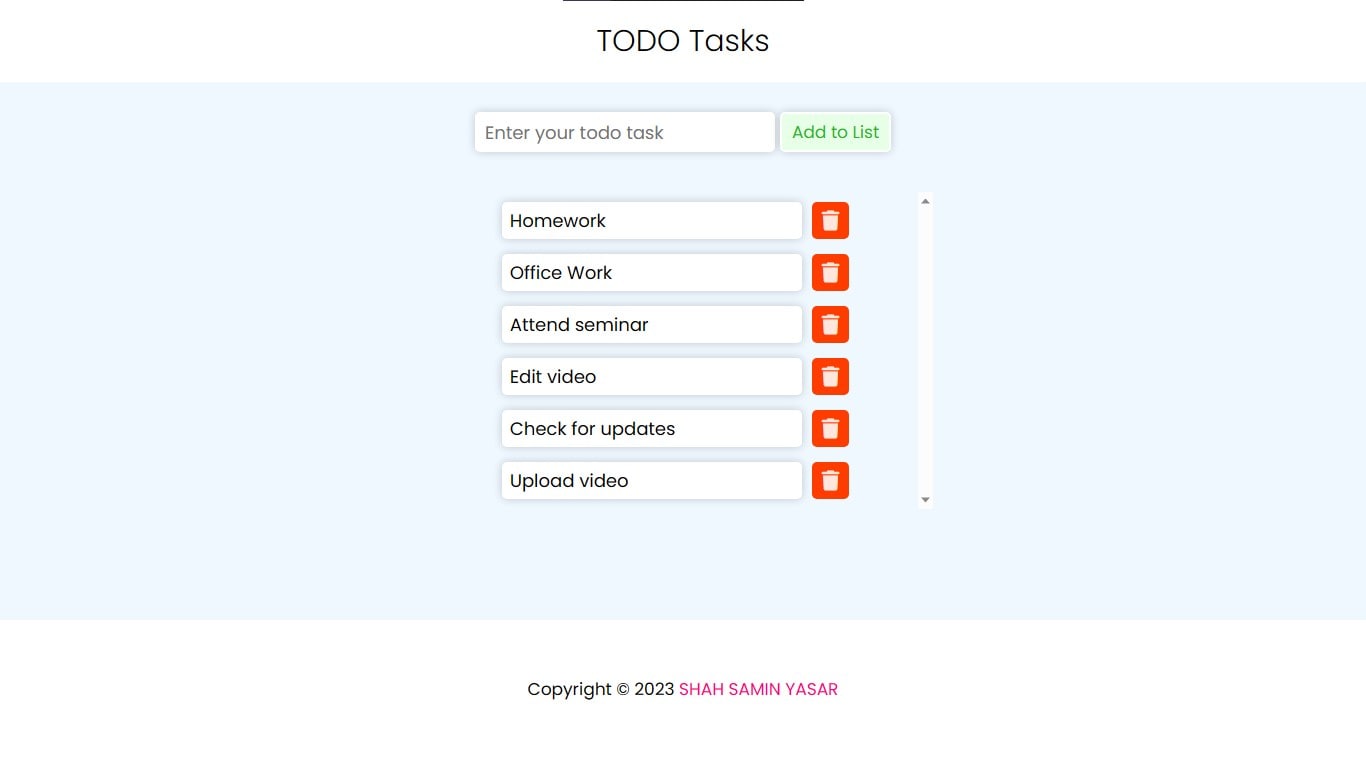 TODO Tasks
Enter your todo task Add to List
Homework
Office Work
Attend seminar
Edit video
Check for updates
Upload video
Copyright © 2023 SHAH SAMIN YASAR